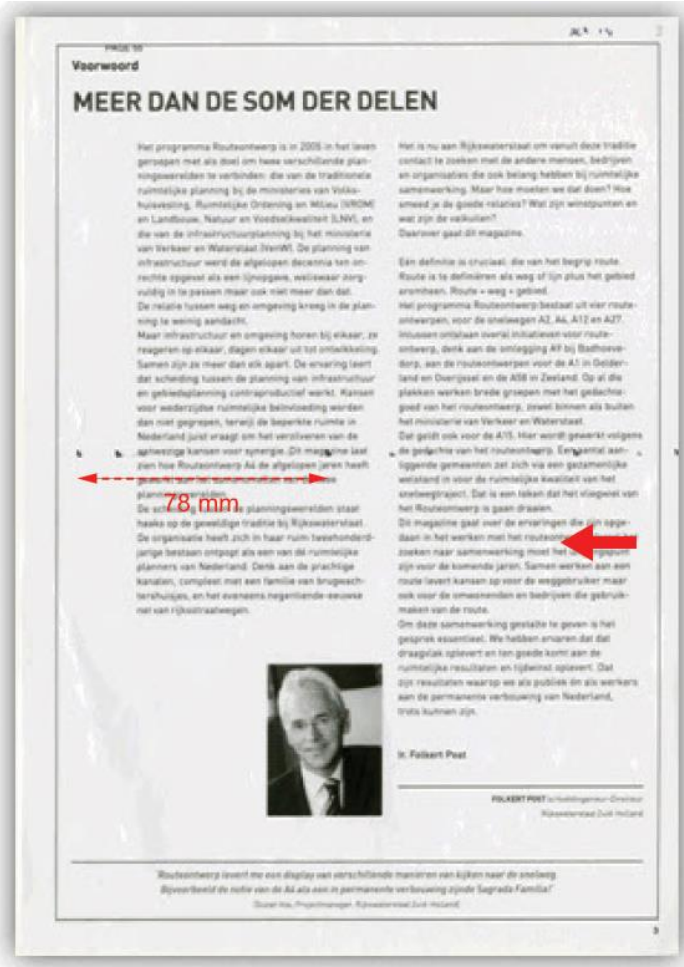 PAGE 50
Voorwoord
MEER DAN DE SOM DER DELEN
Het programma Routeontwerp is in 2005 in het leven
geroepen met als doel om twee verschillende plan-
ningswerelden te verbinden: die van de traditionele
ruimtelijke planning bij de ministeries van Volks-
huisvesting, Ruimtelijke Ordening en Milieu (VROM)
en Landbouw, Natuur en Voedselkwaliteit (LNV), en
die van de infrastructuurplanning bij het ministerie
van Verkeer en Waterstaat (VenW). De planning van
infrastructuur werd de afgelopen decennia ten on-
rechte opgevat als een lijnopgave, weliswaar zorg-
vuldig in te passen maar ook niet meer dan dat.
De relatie tussen weg en omgeving kreeg in de plan-
ning te weinig aandacht.
Maar infrastructuur en omgeving horen bij elkaar, ze
reageren op elkaar, dagen elkaar uit tot ontwikkeling.
Samen zijn ze meer dan elk apart. De ervaring leert
dat scheiding tussen de planning van infrastructuur
en gebiedsplanning contraproductief werkt. Kansen
voor wederzijdse ruimtelijke beïnvloeding worden
dan niet gegrepen, terwijl de beperkte ruimte in
Nederland juist vraagt om het verzilveren van de
aanwezige kansen voor synergie. Dit magazine laat
zien hoe Routeontwerp A4 de afgelopen jaren heeft
78 mm
De planningswerelden staat
haaks op de geweldige traditie bij Rijkswaterstaat.
De organisatie heeft zich in haar ruim tweehonderd-
jarige bestaan ontpopt als een van dé ruimtelijke
planners van Nederland. Denk aan de prachtige
kanalen, compleet met een familie van brugwach-
tershuisjes, en het eveneens negentiende-eeuwse
net van rijksstraatwegen.
Het is nu aan Rijkswaterstaat om vanuit deze traditie
contact te zoeken met de andere mensen, bedrijven
en organisaties die ook belang hebben bij ruimtelijke
samenwerking. Maar hoe moeten we dat doen? Hoe
smeed je de goede relaties? Wat zijn winstpunten en
wat zijn de valkuilen?
Daarover gaat dit magazine.
Eén definitie is cruciaal: die van het begrip route.
Route is te definiëren als weg of lijn plus het gebied
eromheen. Route = weg + gebied.
Het programma Routeontwerp bestaat uit vier route-
ontwerpen, voor de snelwegen A2, A4, A12 en A27.
Intussen ontstaan overal initiatieven voor route-
ontwerp, denk aan de omlegging A9 bij Badhoeve-
dorp, aan de routeontwerpen voor de A1 in Gelder-
land en Overijssel en de A58 in Zeeland. Op al die
plekken werken brede groepen met het gedachte-
goed van het routeontwerp, zowel binnen als buiten
het ministerie van Verkeer en Waterstaat.
Dat geldt ook voor de A15. Hier wordt gewerkt volgens
de gedachte van het routeontwerp. Een aantal aan-
liggende gemeenten zet zich via een gezamenlijke
welstand in voor de ruimtelijke kwaliteit van het
snelwegtraject. Dat is een teken dat het vliegwiel van
het Routeontwerp is gaan draaien.
Dit magazine gaat over de ervaringen die zijn opge-
daan in het werken met het
zoeken naar samenwerking moet het
zijn voor de komende jaren. Samen werken aan een
route levert kansen op voor de weggebruiker maar
ook voor de omwonenden en bedrijven die gebruik-
maken van de route.
Om deze samenwerking gestalte te geven is het
gesprek essentieel. We hebben ervaren dat dat
draagvlak oplevert en ten goede komt aan de
ruimtelijke resultaten en tijdwinst oplevert. Dat
zijn resultaten waarop we als publiek én als werkers
aan de permanente verbouwing van Nederland,
trots kunnen zijn.
Ir. Folkert Post
FOLKERT POST is hoofdingenieur-Directeur
Rijkswaterstaat Zuid-Holland
'Routeontwerp levert me een display van verschillende manieren van kijken naar de snelweg.
Bijvoorbeeld de notie van de A4 als een in permanente verbouwing zijnde Sagrada Familia!'
Projectmanager, Rijkswaterstaat Zuid-Holland
3